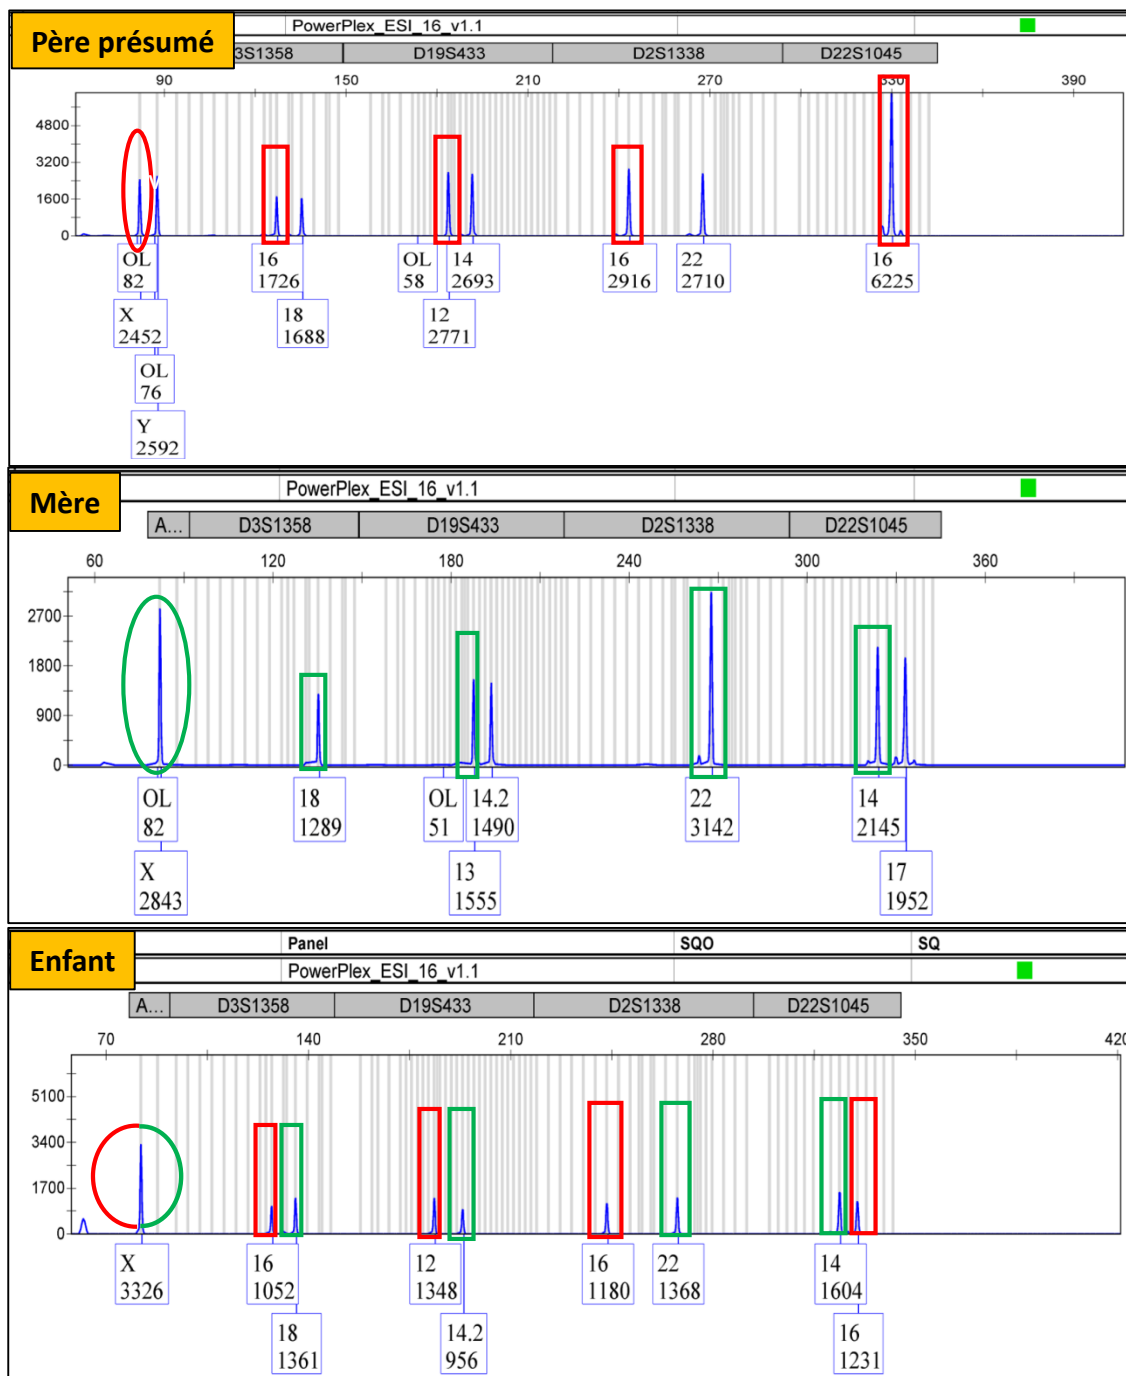 PowerPlex_ESI_16_v1.1
Père présumé
3S1358 D19S433 D2S1338 D22S1045
90 150 210 270 330 390
4800
3200
1600
0
OL 82
16 1726
OL 58
14 2693
16 2916
22 2710
16 6225
X 2452
18 1688
12 2771
OL 76
Y 2592
Mère
PowerPlex_ESI_16_v1.1
A... D3S1358 D19S433 D2S1338 D22S1045
60 120 180 240 300 360
2700
1800
900
0
OL 82
18 1289
OL 51
14.2 1490
22 3142
14 2145
X 2843
13 1555
17 1952
Panel SQO SQ
Enfant
PowerPlex_ESI_16_v1.1
A... D3S1358 D19S433 D2S1338 D22S1045
70 140 210 280 350 420
5100
3400
1700
0
X 3326
16 1052
12 1348
16 1180
22 1368
14 1604
18 1361
14.2 956
16 1231